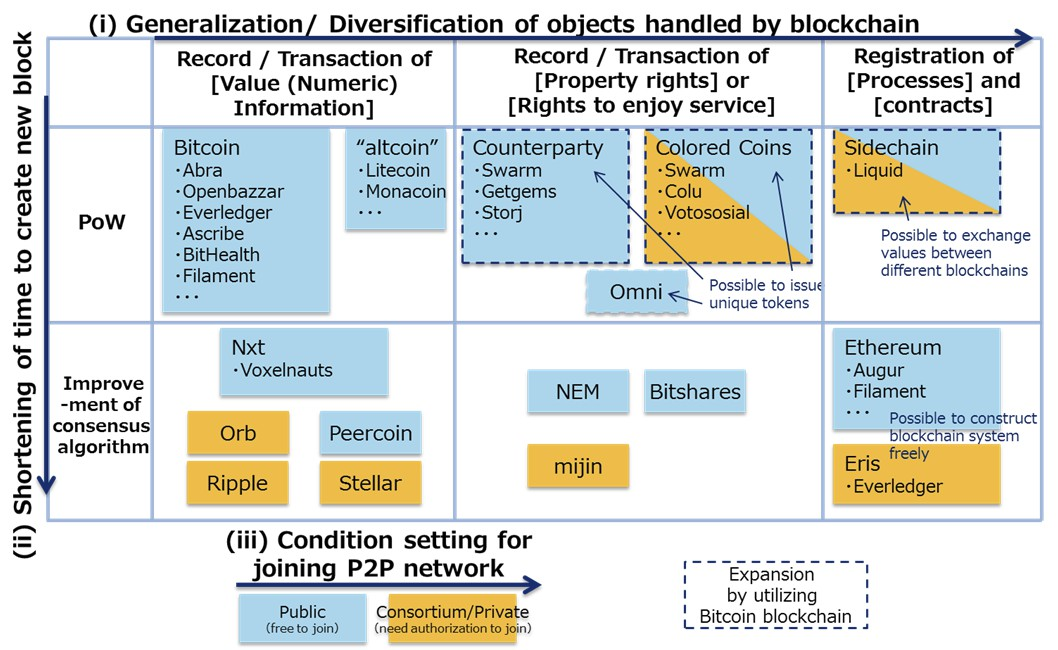 (i) Generalization/ Diversification of objects handled by blockchain
(ii) Shortening of time to create new block
Record / Transaction of
[Value (Numeric)
Information]
Record / Transaction of
[Property rights] or
[Rights to enjoy service]
Registration of
[Processes] and
[contracts]
PoW
Bitcoin
・Abra
・Openbazzar
・Everledger
・Ascribe
・BitHealth
・Filament
・・・
“altcoin”
・Litecoin
・Monacoin
・・・
Counterparty
・Swarm
・Getgems
・Storj
・・・
Colored Coins
・Swarm
・Colu
・Votososial
・・・
Omni
Possible to issue
unique tokens
Sidechain
・Liquid
Possible to exchange
values between
different blockchains
Improve
-ment of
consensus
algorithm
Nxt
・Voxelnauts
Orb
Peercoin
Ripple
Stellar
NEM
Bitshares
mijin
Ethereum
・Augur
・Filament
・・・
Possible to construct
blockchain system
freely
Eris
・Everledger
(iii) Condition setting for
joining P2P network
Public
(free to join)
Consortium/Private
(need authorization to join)
Expansion
by utilizing
Bitcoin blockchain